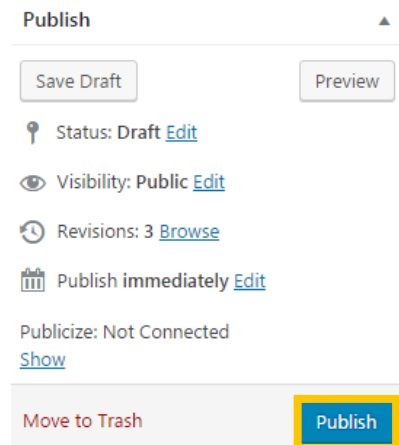 Publish
Save Draft Preview
Status: Draft Edit
Visibility: Public Edit
Revisions: 3 Browse
Publish immediately Edit
Publicize: Not Connected
Show
Move to Trash Publish